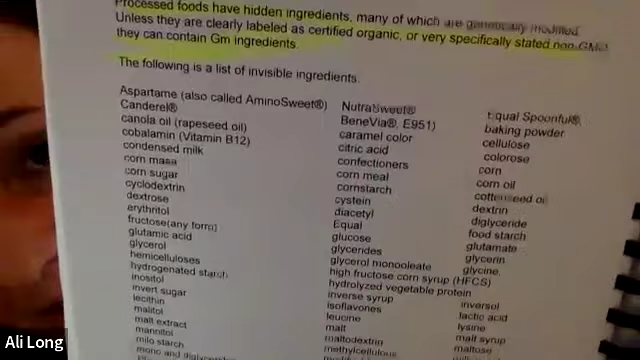 Processed foods have hidden ingredients, many of which are genetically modified.
Unless they are clearly labeled as certified organic, or very specifically stated non-GMO
they can contain Gm ingredients.
The following is a list of invisible ingredients.
Aspartame (also called AminoSweet®) NutraSweet® Equal Spoonful®,
Canderel® BeneVia®, E951) baking powder
canola oil (rapeseed oil) caramel color cellulose
cobalamin (Vitamin B12) citric acid colorose
condensed milk confectioners corn
corn masa corn meal corn oil
corn sugar cornstarch cottonseed oil
cyclodextrin cystein dextrin
dextrose diacetyl diglyceride
erythritol Equal food starch
fructose(any form) glucose glutamate
glutamic acid glycerides glycerin
glycerol glycerol monooleate glycine,
hemicelluloses high fructose corn syrup (HFCS)
hydrogenated starch hydrolyzed vegetable protein
inositol inverse syrup inversol
invert sugar isoflavones lactic acid
lecithin leucine lysine
maltol malt malt syrup
malt extract maltodextrin maltose
mannitol methylcellulous
milo starch
mono and
Ali Long